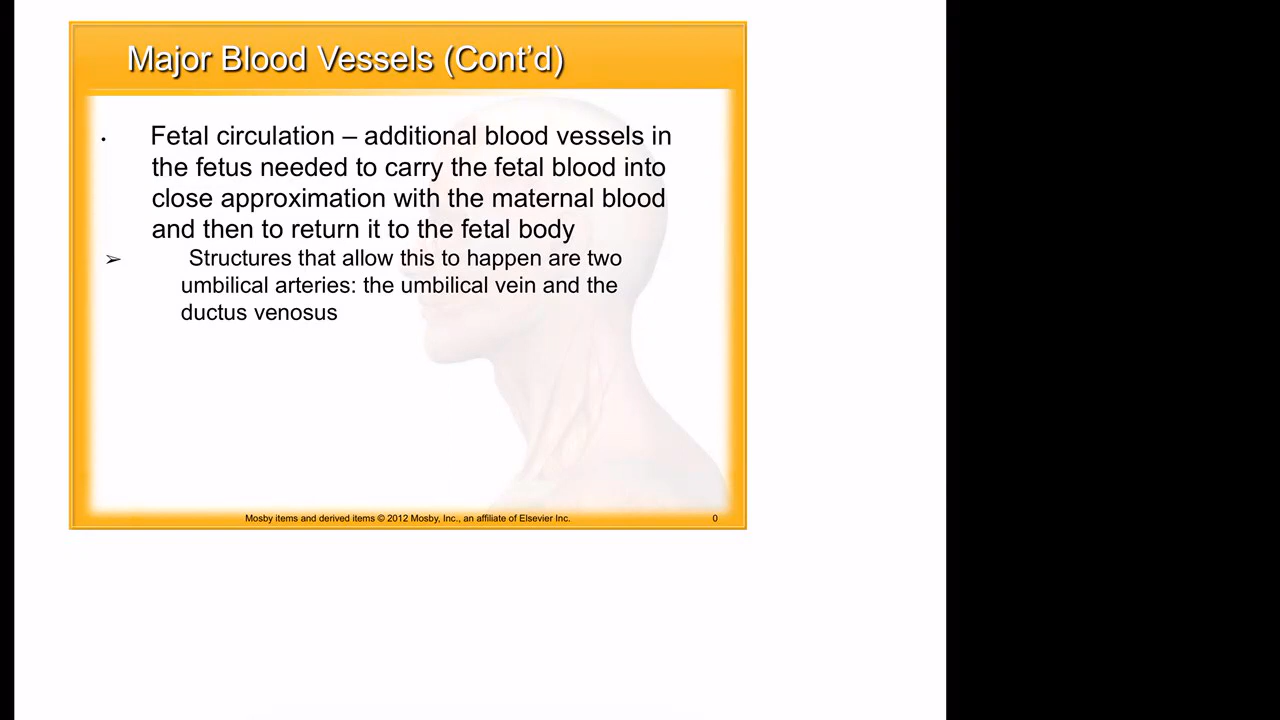 Major Blood Vessels (Cont’d)
• Fetal circulation – additional blood vessels in
the fetus needed to carry the fetal blood into
close approximation with the maternal blood
and then to return it to the fetal body
➢ Structures that allow this to happen are two
umbilical arteries: the umbilical vein and the
ductus venosus
Mosby items and derived items © 2012 Mosby, Inc., an affiliate of Elsevier Inc. 0